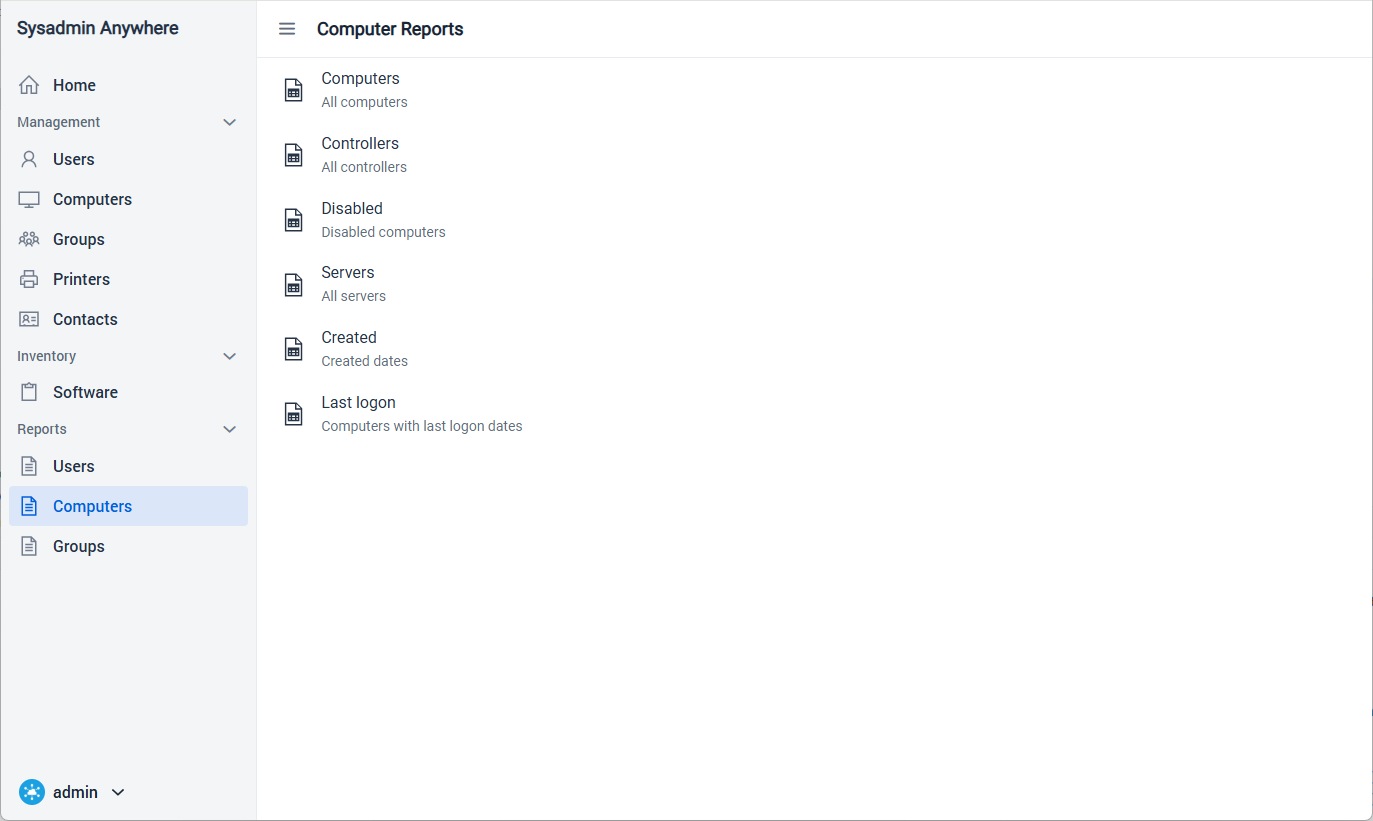 Sysadmin Anywhere
Home
Management
Users
Computers
Groups
Printers
Contacts
Inventory
Software
Reports
Users
Computers
Groups
admin
Computer Reports
Computers
All computers
Controllers
All controllers
Disabled
Disabled computers
Servers
All servers
Created
Created dates
Last logon
Computers with last logon dates